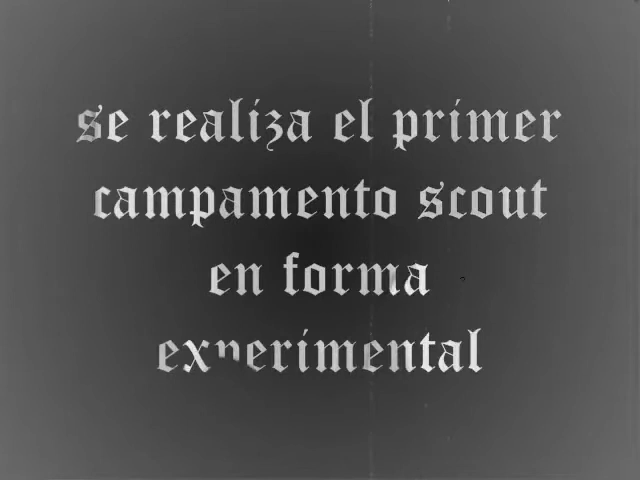 se realiza el primer
campamento scout
en forma
experimental